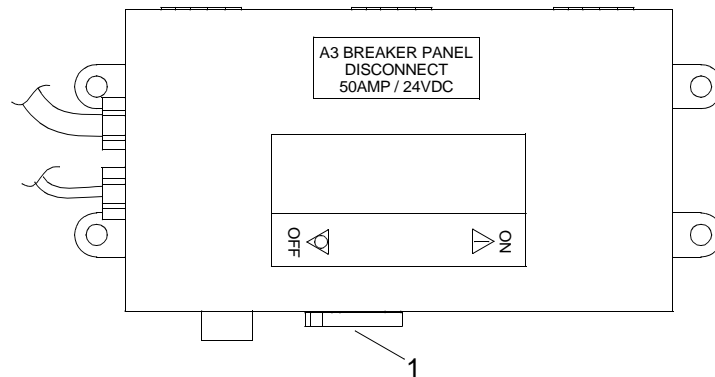 A3 BREAKER PANEL
DISCONNECT
50AMP / 24VDC
OFF
ON
1